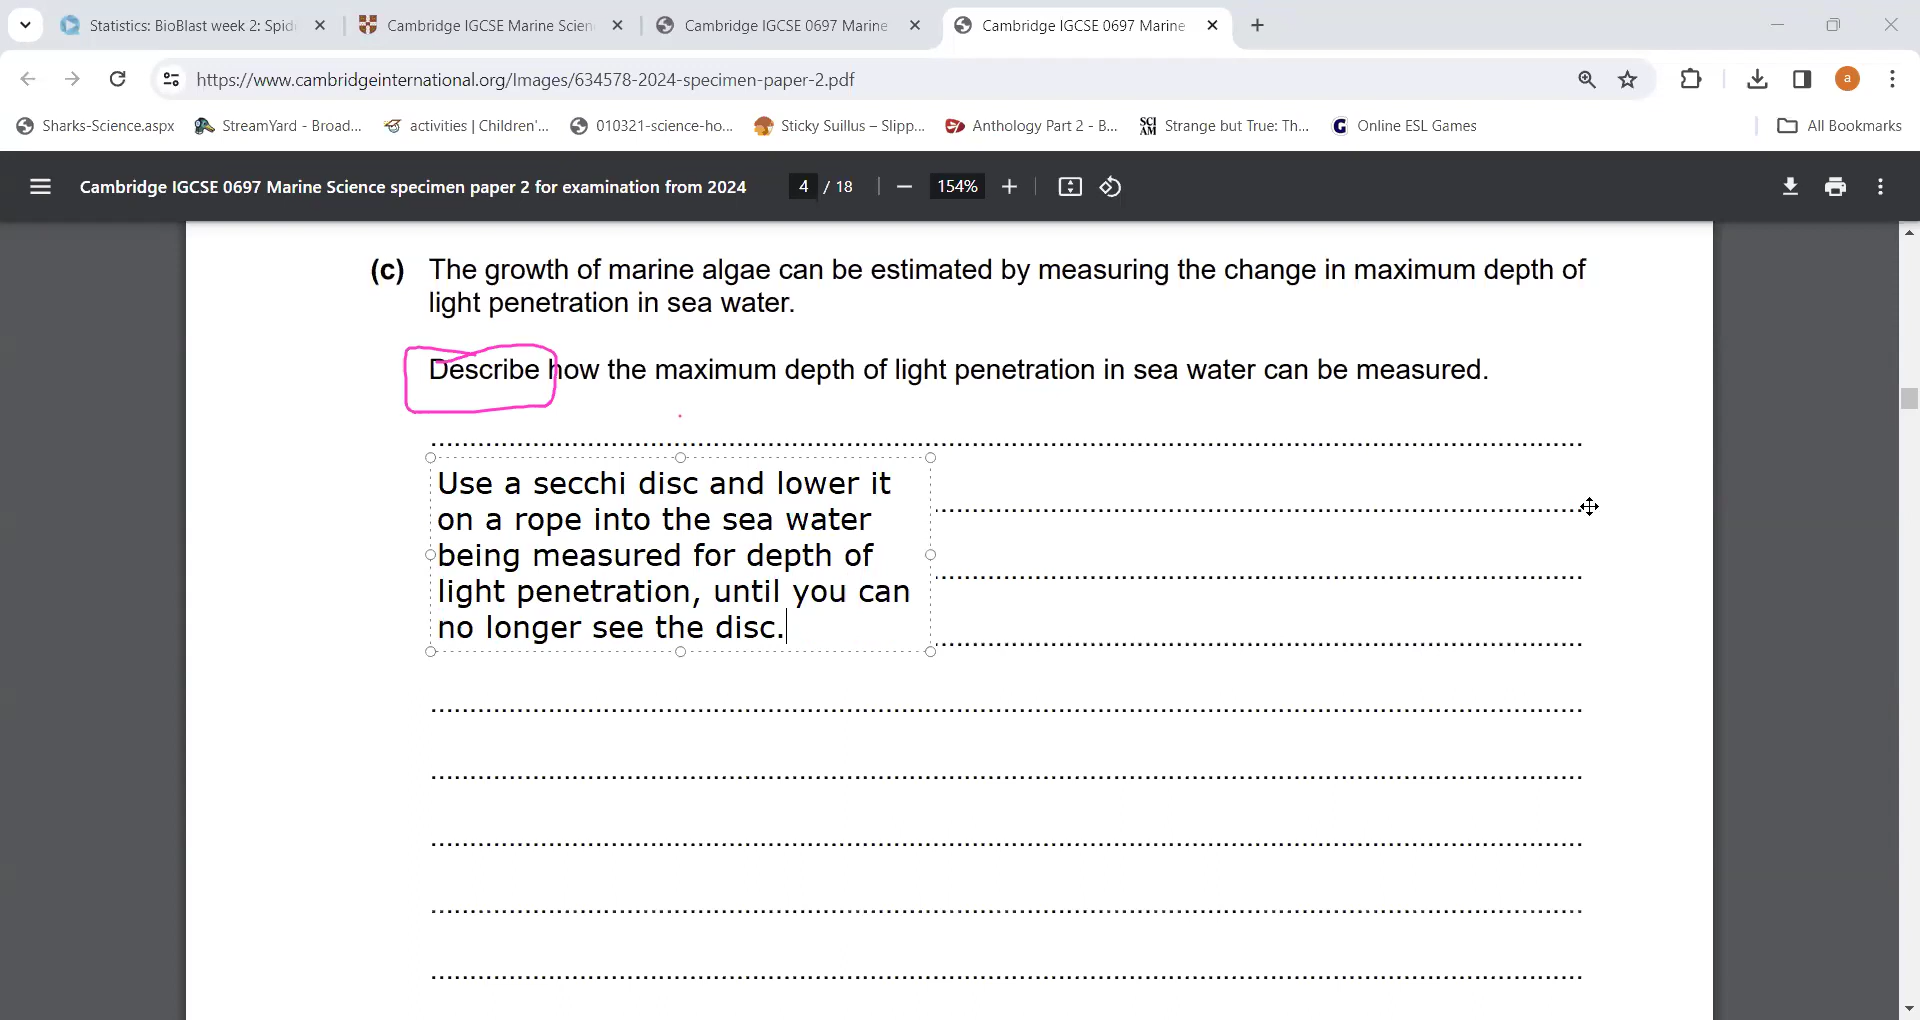 Statistics: BioBlast week 2: Spid
Cambridge IGCSE Marine Scien
Cambridge IGCSE 0697 Marine
Cambridge IGCSE 0697 Marine
https://www.cambridgeinternational.org/Images/634578-2024-specimen-paper-2.pdf
a
Sharks-Science.aspx
StreamYard - Broad...
activities | Children'...
010321-science-ho...
Sticky Suillus – Slipp...
Anthology Part 2 - B...
SCI AM
Strange but True: Th...
Online ESL Games
All Bookmarks
Cambridge IGCSE 0697 Marine Science specimen paper 2 for examination from 2024
4 / 18
154%
(c) The growth of marine algae can be estimated by measuring the change in maximum depth of
light penetration in sea water.
Describe how the maximum depth of light penetration in sea water can be measured.
Use a secchi disc and lower it
on a rope into the sea water
being measured for depth of
light penetration, until you can
no longer see the disc.